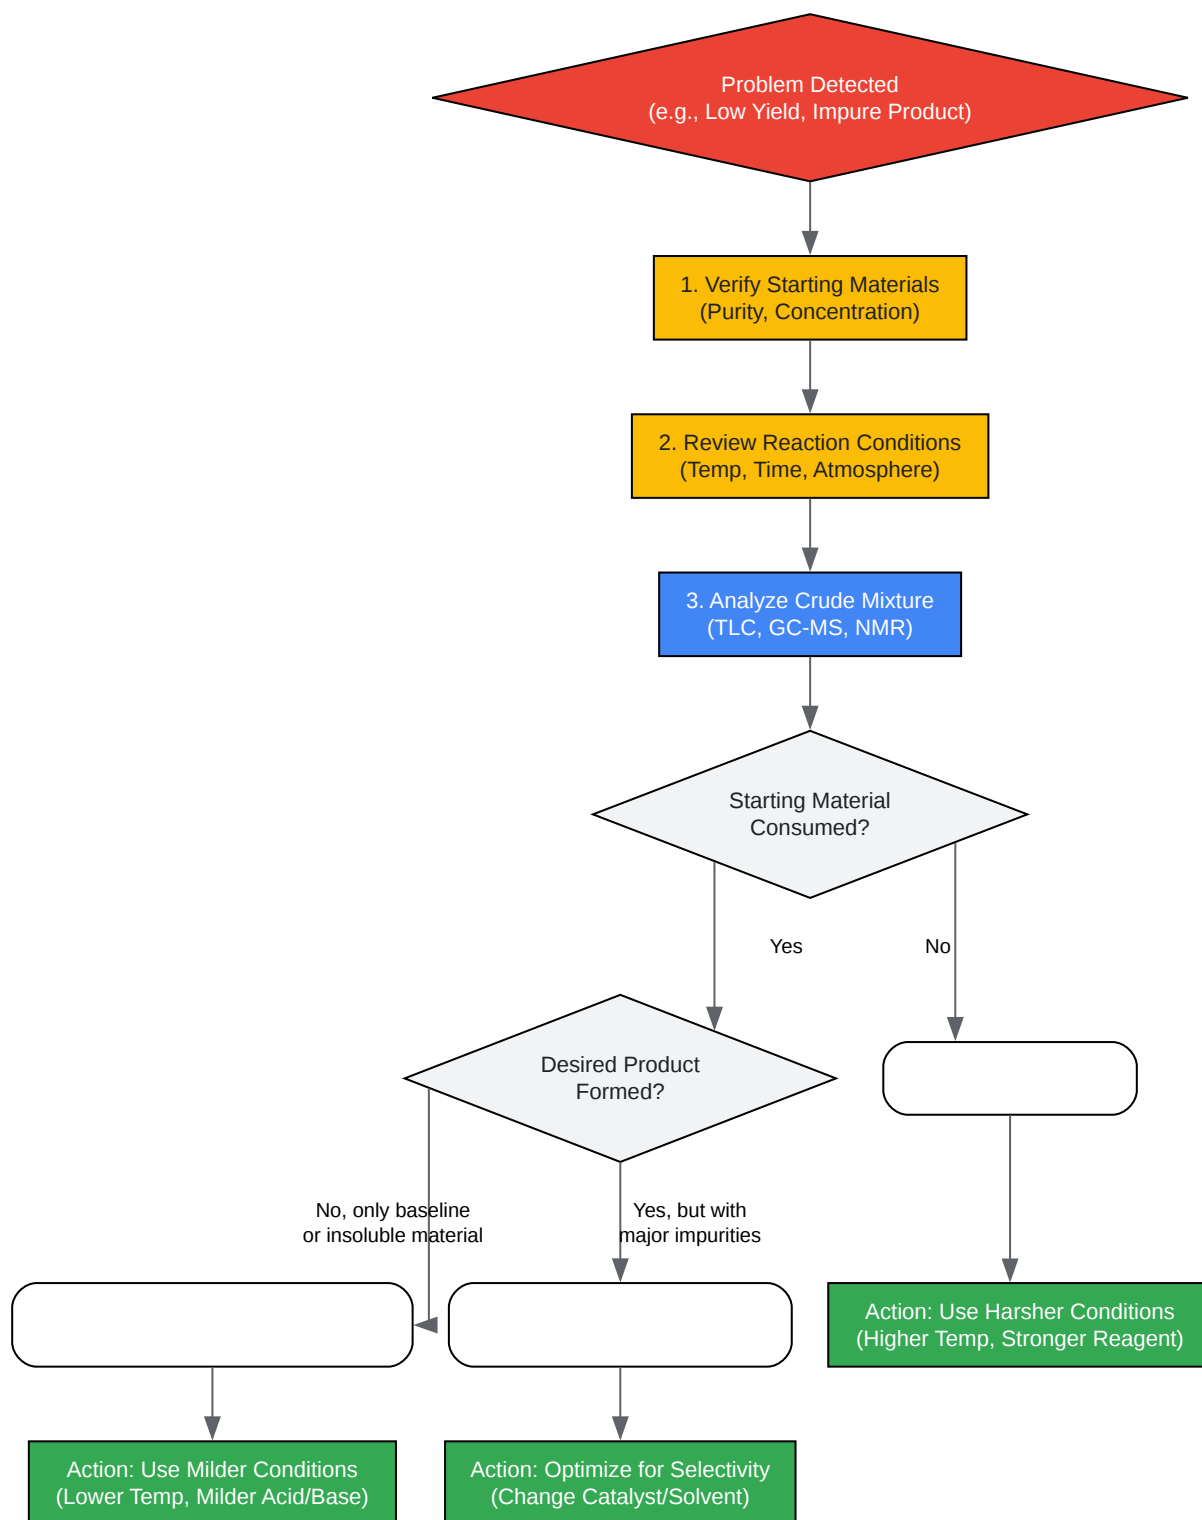 Problem Detected
(e.g., Low Yield, Impure Product)
1. Verify Starting Materials
(Purity, Concentration)
2. Review Reaction Conditions
(Temp, Time, Atmosphere)
3. Analyze Crude Mixture
(TLC, GC-MS, NMR)
Starting Material
Consumed?
Yes
No
Desired Product
Formed?
No, only baseline
or insoluble material
Yes, but with
major impurities
Action: Use Harsher Conditions
(Higher Temp, Stronger Reagent)
Action: Use Milder Conditions
(Lower Temp, Milder Acid/Base)
Action: Optimize for Selectivity
(Change Catalyst/Solvent)